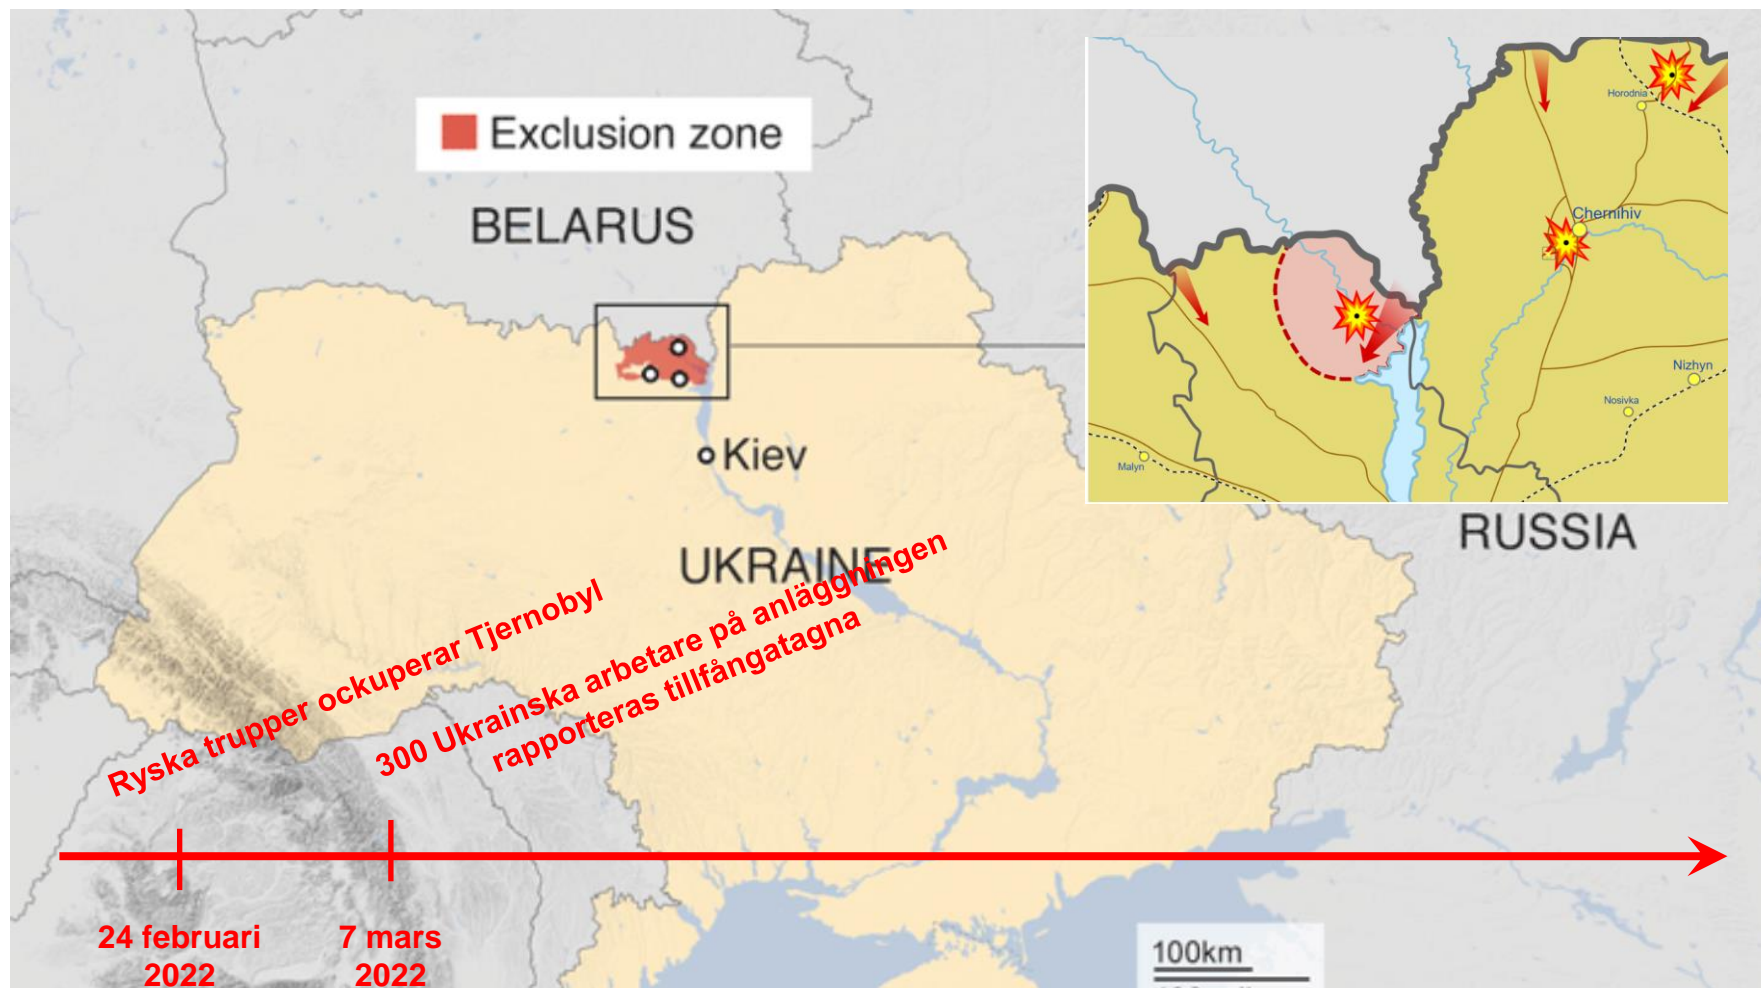 Exclusion zone
BELARUS
Horodnia
Chernihiv
Nizhyn
Nosivka
Malyn
Kiev
RUSSIA
UKRAINE
Ryska trupper ockuperar Tjernobyl
300 Ukrainska arbetare på anläggningen
rapporteras tillfångatagna
24 februari
2022
7 mars
2022
100km